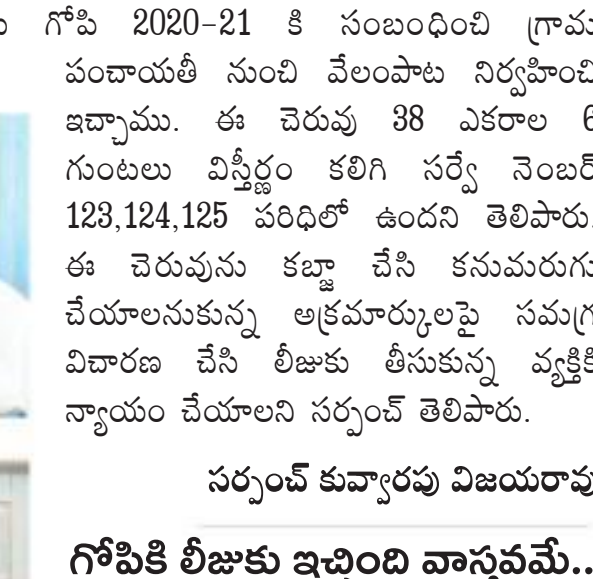 గోపి 2020-21 కి సంబంధించి గ్రామ
పంచాయతీ నుంచి వేలంపాట నిర్వహించి
ఇచ్చాము. ఈ చెరువు 38 ఎకరాల 6
గుంటలు విస్తీర్ణం కలిగి సర్వే నెంబర్
123,124,125 పరిధిలో ఉందని తెలిపారు.
ఈ చెరువును కబ్జా చేసి కనుమరుగు
చేయాలనుకున్న అక్రమార్కులపై సమగ్ర
విచారణ చేసి లీజుకు తీసుకున్న వ్యక్తికి
న్యాయం చేయాలని సర్పంచ్ తెలిపారు.
సర్పంచ్ కువ్వారపు విజయరావు
గోపికి లీజుకు ఇచ్చింది వాస్తవమే..